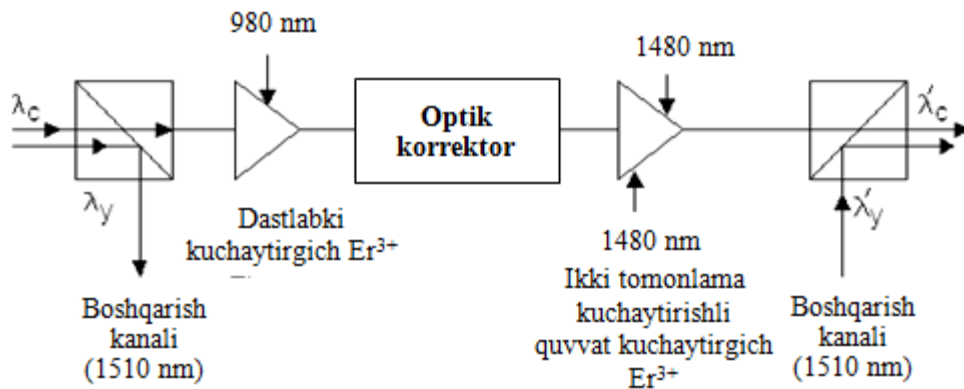 980 nm
1480 nm
λc
λ'c
Optik
korrektor
λy
λ'y
Dastlabki
kuchaytirgich Er³⁺
1480 nm
Ikki tomonlama
kuchaytirishli
quvvat kuchaytirgich
Er³⁺
Boshqarish
kanali
(1510 nm)
Boshqarish
kanali
(1510 nm)